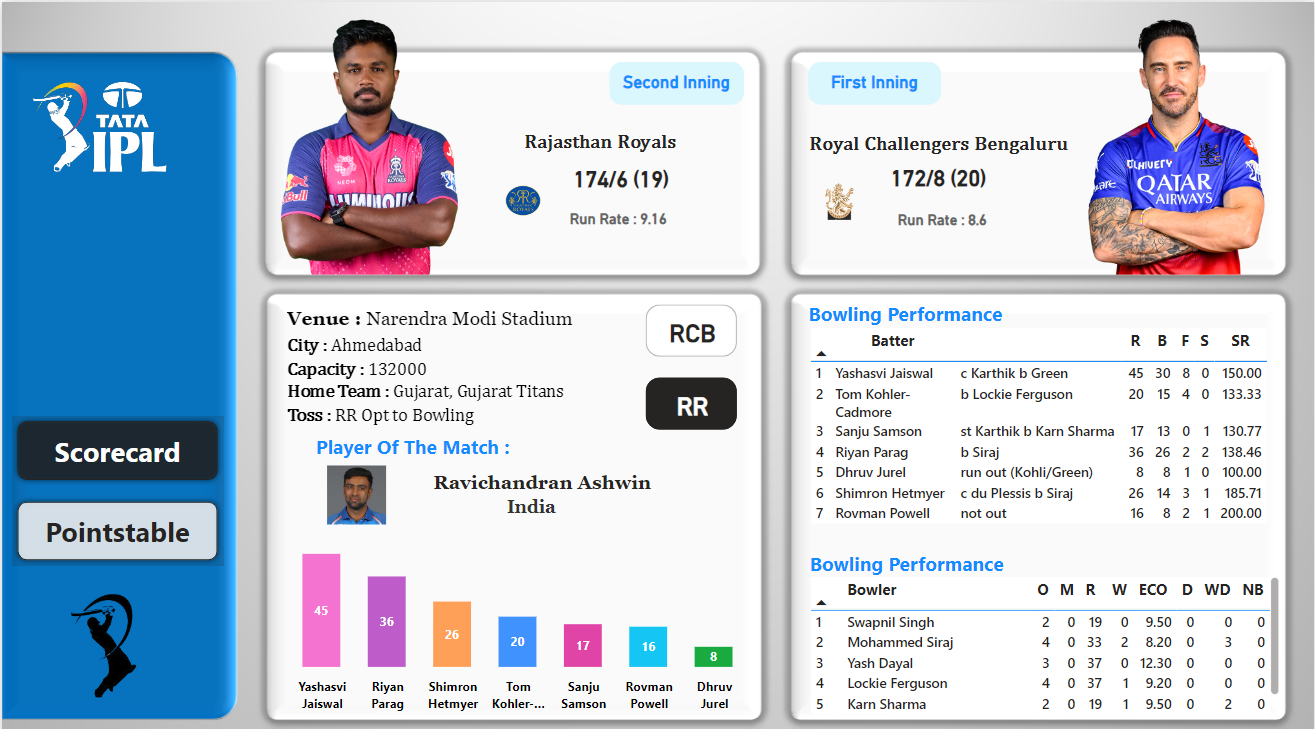 TATA
IPL
Scorecard
Pointstable
Second Inning
Rajasthan Royals
174/6 (19)
Run Rate : 9.16
First Inning
Royal Challengers Bengaluru
172/8 (20)
Run Rate : 8.6
Red Bull
NEON
ROYALS
LUMINOUS
QATAR
AIRWAYS
Venue : Narendra Modi Stadium
City : Ahmedabad
Capacity : 132000
Home Team : Gujarat, Gujarat Titans
Toss : RR Opt to Bowling
RCB
RR
Player Of The Match :
Ravichandran Ashwin
India
45
36
26
20
17
16
8
Yashasvi Jaiswal
Riyan Parag
Shimron Hetmyer
Tom Kohler-...
Sanju Samson
Rovman Powell
Dhruv Jurel
Bowling Performance
Batter R B F S SR
1 Yashasvi Jaiswal c Karthik b Green 45 30 8 0 150.00
2 Tom Kohler- b Lockie Ferguson 20 15 4 0 133.33
Cadmore
3 Sanju Samson st Karthik b Karn Sharma 17 13 0 1 130.77
4 Riyan Parag b Siraj 36 26 2 2 138.46
5 Dhruv Jurel run out (Kohli/Green) 8 8 1 0 100.00
6 Shimron Hetmyer c du Plessis b Siraj 26 14 3 1 185.71
7 Rovman Powell not out 16 8 2 1 200.00
Bowling Performance
Bowler O M R W ECO D WD NB
1 Swapnil Singh 2 0 19 0 9.50 0 0 0
2 Mohammed Siraj 4 0 33 2 8.20 0 3 0
3 Yash Dayal 3 0 37 0 12.30 0 0 0
4 Lockie Ferguson 4 0 37 1 9.20 0 0 0
5 Karn Sharma 2 0 19 1 9.50 0 2 0